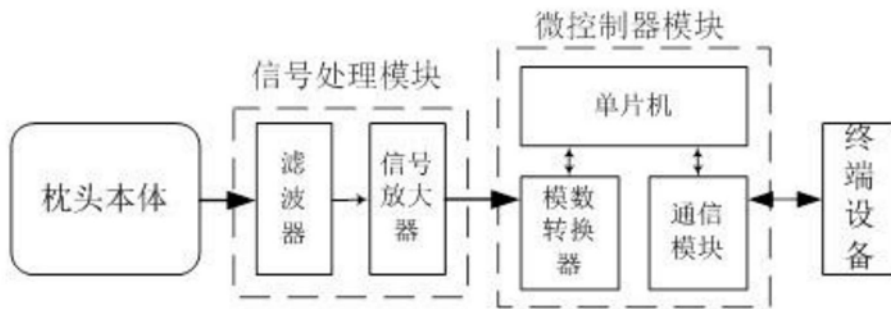 微控制器模块
信号处理模块
单片机
枕头本体
滤
波
器
信号
放大
器
模数
转换
器
通信
模块
终
端
设
备